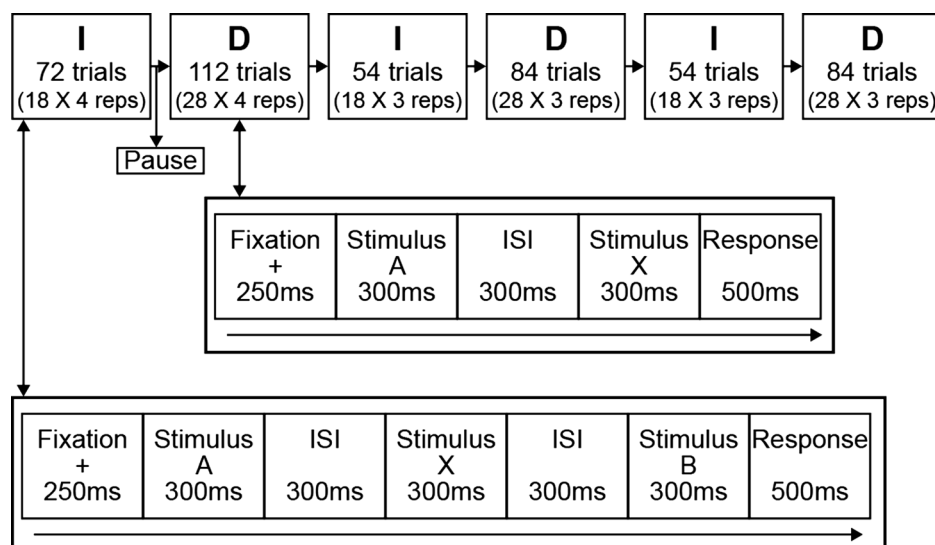 I
72 trials
(18 X 4 reps)
D
112 trials
(28 X 4 reps)
I
54 trials
(18 X 3 reps)
D
84 trials
(28 X 3 reps)
I
54 trials
(18 X 3 reps)
D
84 trials
(28 X 3 reps)
Pause
Fixation
+
250ms
Stimulus
A
300ms
ISI
300ms
Stimulus
X
300ms
Response
500ms
Fixation
+
250ms
Stimulus
A
300ms
ISI
300ms
Stimulus
X
300ms
ISI
300ms
Stimulus
B
300ms
Response
500ms